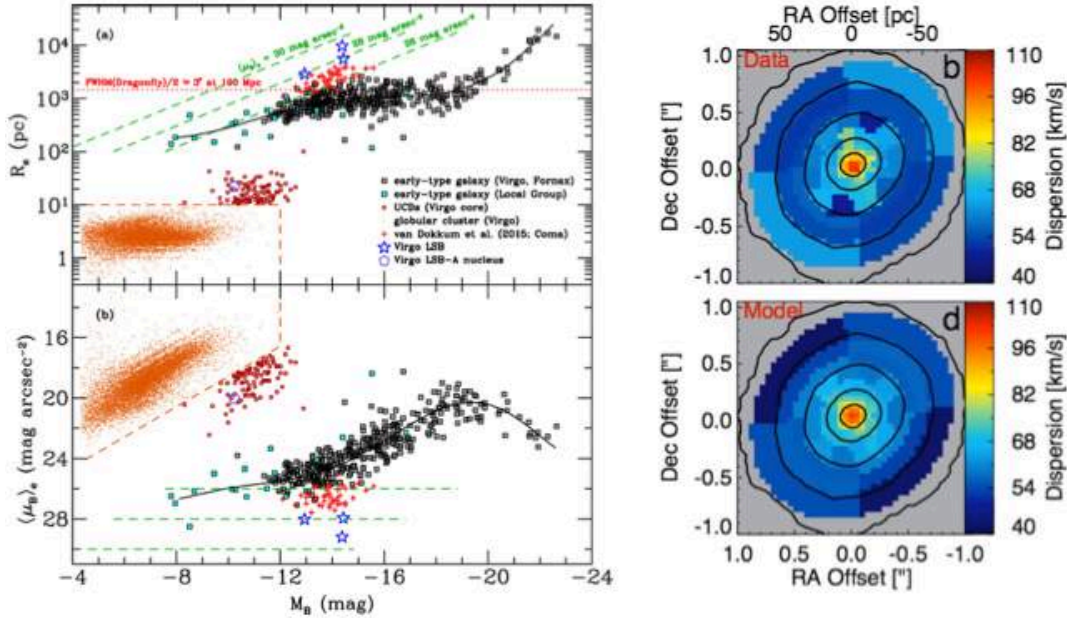 (a)
⟨μB⟩e = 30 mag arcsec-2
28 mag arcsec-2
26 mag arcsec-2
FWHM(Dragonfly)/2 ≈ 3" at 100 Mpc
10⁴
10³
10²
10¹
1
Re (pc)
early-type galaxy (Virgo, Fornax)
early-type galaxy (Local Group)
UCDs (Virgo core)
globular cluster (Virgo)
van Dokkum et al. (2015; Coma)
Virgo LSB
Virgo LSB-A nucleus
(b)
16
20
24
28
⟨μB⟩e (mag arcsec−2)
-4 -8 -12 -16 -20 -24
MB (mag)
RA Offset [pc]
50 0 -50
Data
b
1.0
0.5
0.0
-0.5
-1.0
Dec Offset ["]
110
96
82
68
54
40
Dispersion [km/s]
Model
d
1.0
0.5
0.0
-0.5
-1.0
Dec Offset ["]
110
96
82
68
54
40
Dispersion [km/s]
1.0 0.5 0.0 -0.5 -1.0
RA Offset ["]